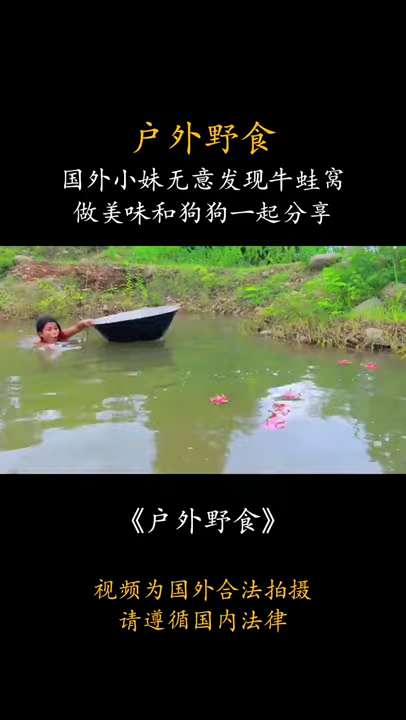 户外野食
国外小妹无意发现牛蛙窝
做美味和狗狗一起分享
《户外野食》
视频为国外合法拍摄
请遵循国内法律